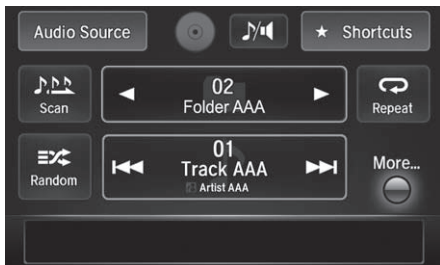 Audio Source
★ Shortcuts
Scan
02
Folder AAA
Repeat
Random
01
Track AAA
Artist AAA
More...